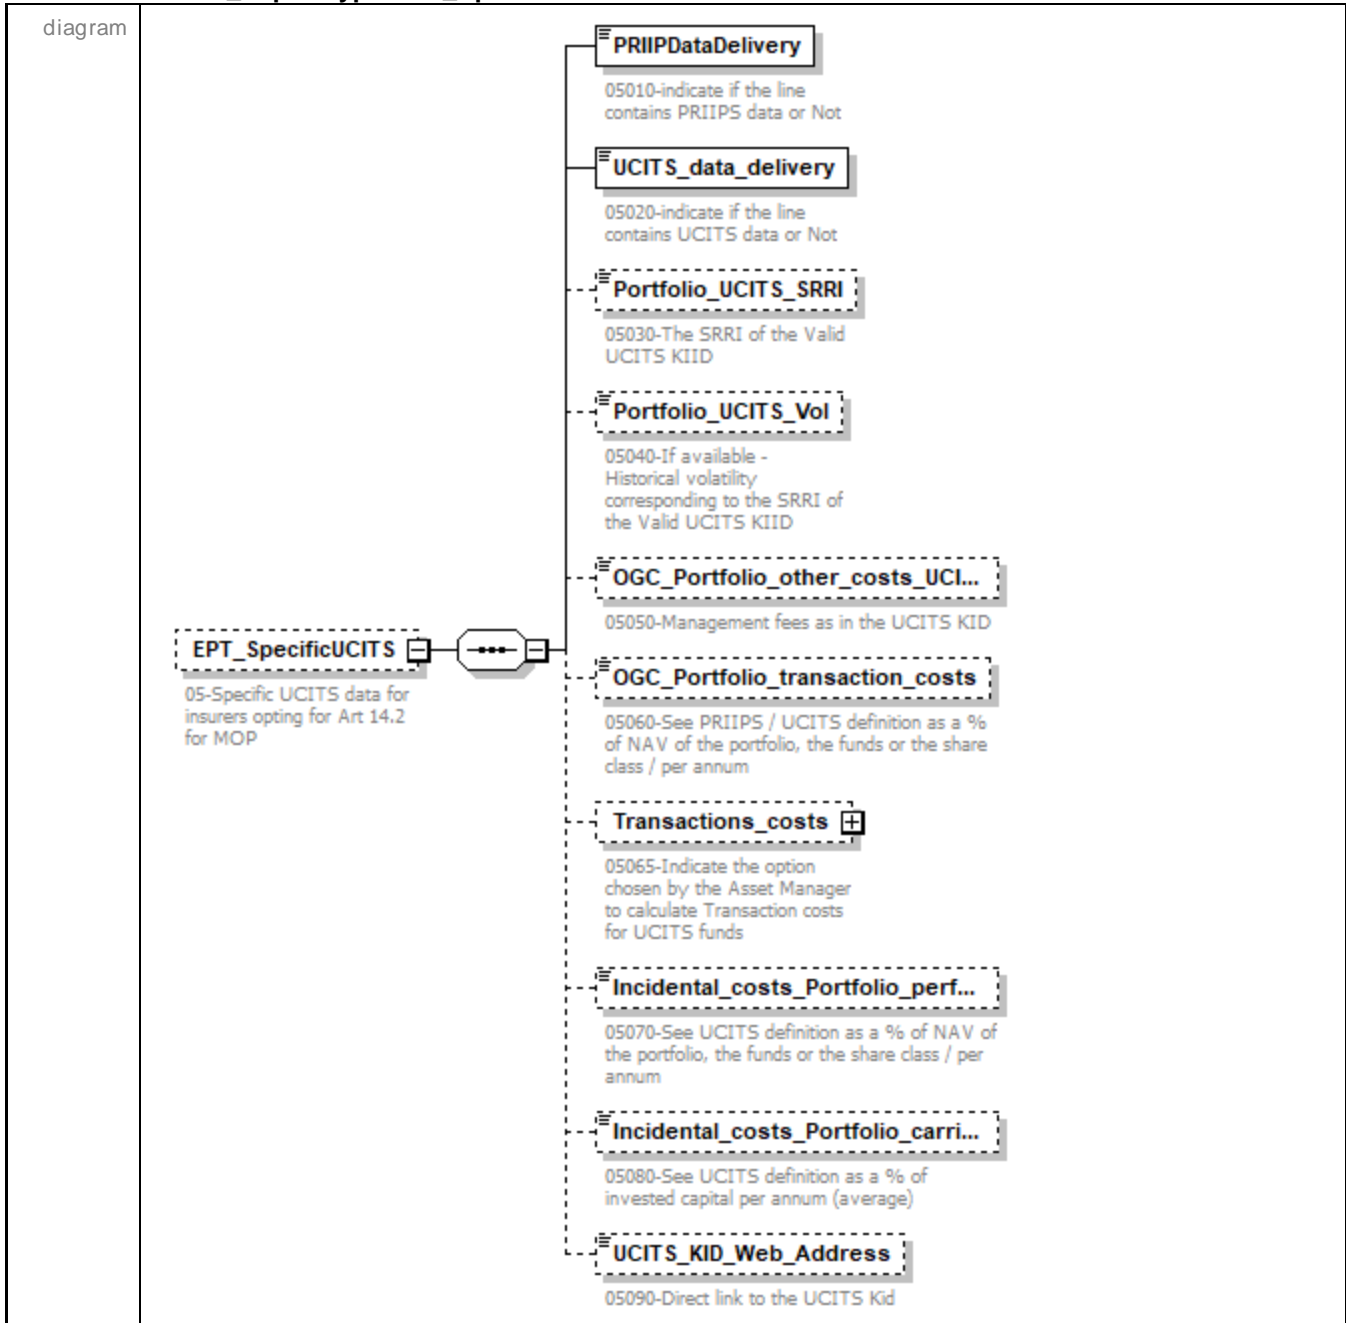 diagram
PRIIPDataDelivery
05010-indicate if the line
contains PRIIPS data or Not
UCITS_data_delivery
05020-indicate if the line
contains UCITS data or Not
Portfolio_UCITS_SRRI
05030-The SRRI of the Valid
UCITS KIID
Portfolio_UCITS_Vol
05040-If available -
Historical volatility
corresponding to the SRRI of
the Valid UCITS KIID
OGC_Portfolio_other_costs_UCI...
05050-Management fees as in the UCITS KID
EPT_SpecificUCITS
05-Specific UCITS data for
insurers opting for Art 14.2
for MOP
OGC_Portfolio_transaction_costs
05060-See PRIIPS / UCITS definition as a %
of NAV of the portfolio, the funds or the share
class / per annum
Transactions_costs
05065-Indicate the option
chosen by the Asset Manager
to calculate Transaction costs
for UCITS funds
Incidental_costs_Portfolio_perf...
05070-See UCITS definition as a % of NAV of
the portfolio, the funds or the share class / per
annum
Incidental_costs_Portfolio_carri...
05080-See UCITS definition as a % of
invested capital per annum (average)
UCITS_KID_Web_Address
05090-Direct link to the UCITS Kid